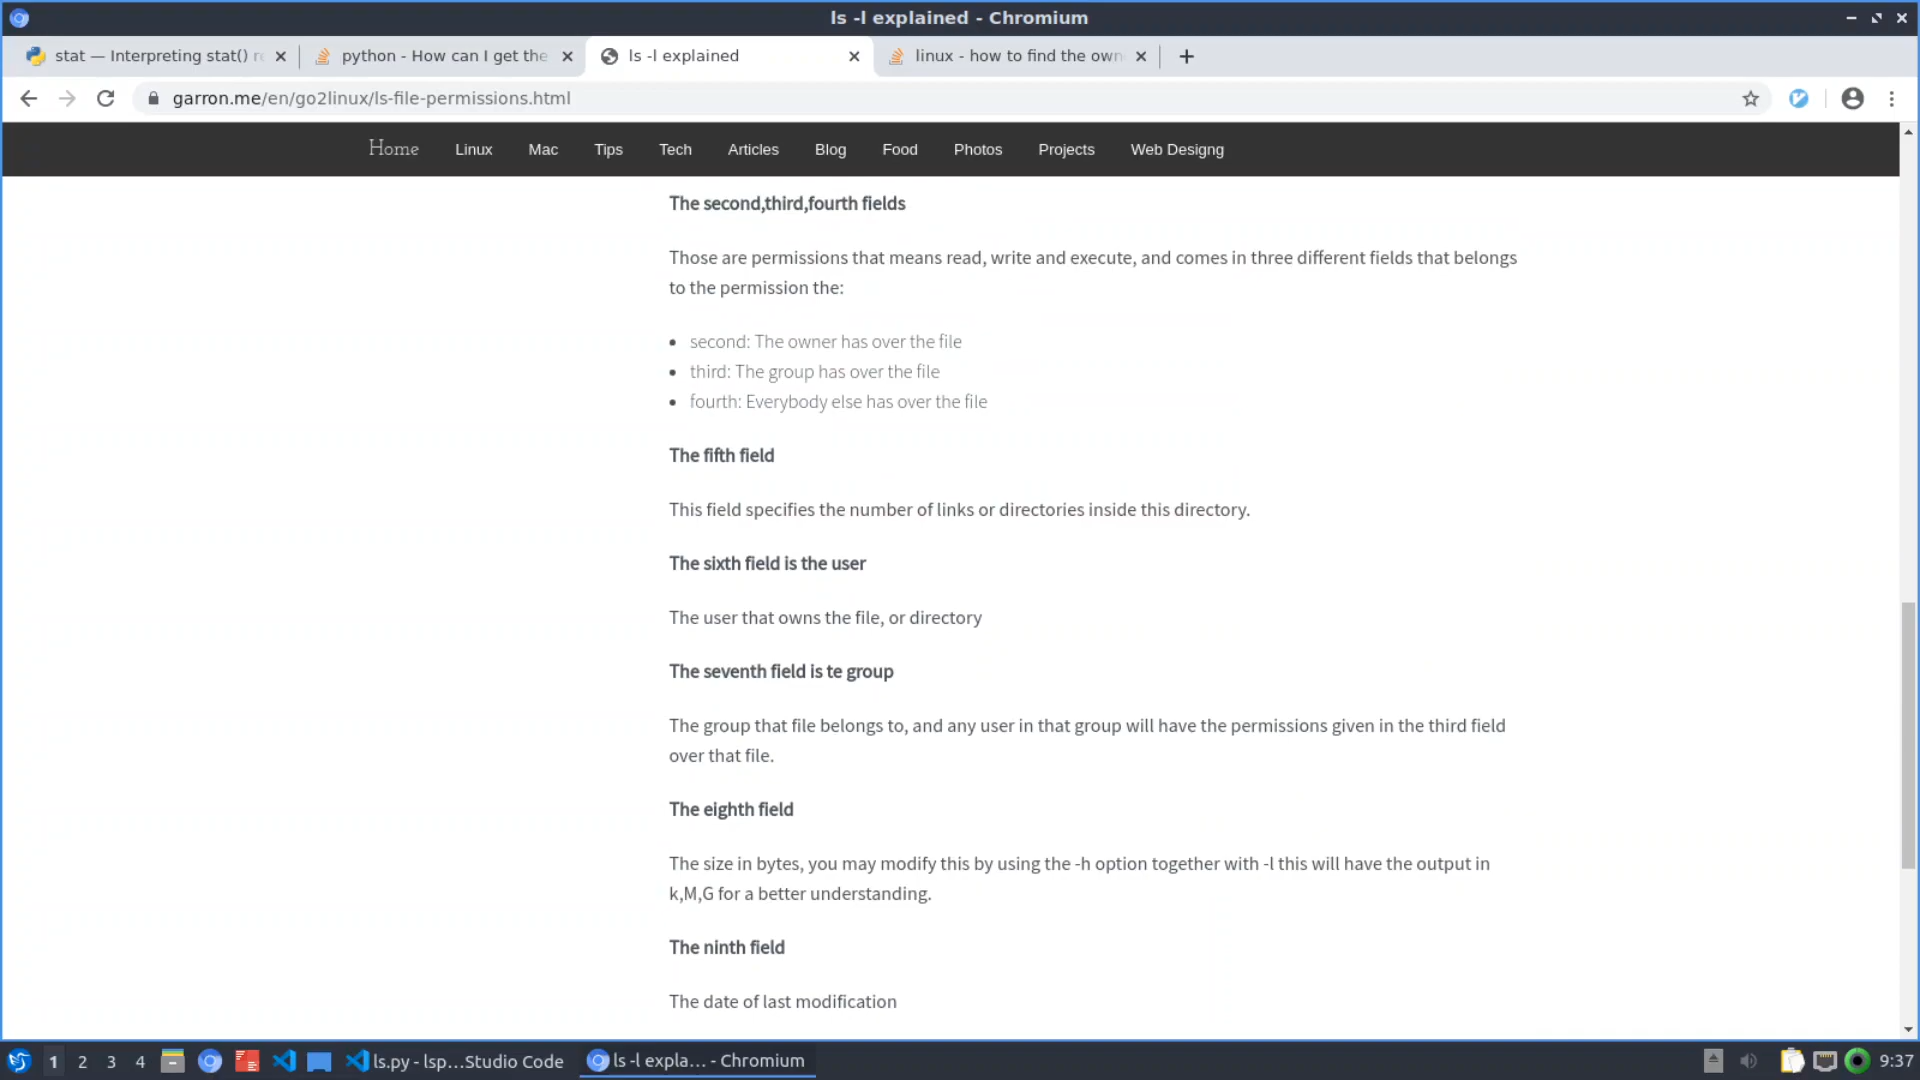 ls -l explained - Chromium
stat — Interpreting stat() r
python - How can I get the
ls -l explained
linux - how to find the own
garron.me/en/go2linux/ls-file-permissions.html
Home Linux Mac Tips Tech Articles Blog Food Photos Projects Web Designg
The second,third,fourth fields
Those are permissions that means read, write and execute, and comes in three different fields that belongs
to the permission the:
second: The owner has over the file
third: The group has over the file
fourth: Everybody else has over the file
The fifth field
This field specifies the number of links or directories inside this directory.
The sixth field is the user
The user that owns the file, or directory
The seventh field is te group
The group that file belongs to, and any user in that group will have the permissions given in the third field
over that file.
The eighth field
The size in bytes, you may modify this by using the -h option together with -l this will have the output in
k,M,G for a better understanding.
The ninth field
The date of last modification
1 2 3 4 ls.py - lsp...Studio Code ls -l expla... - Chromium 9:37